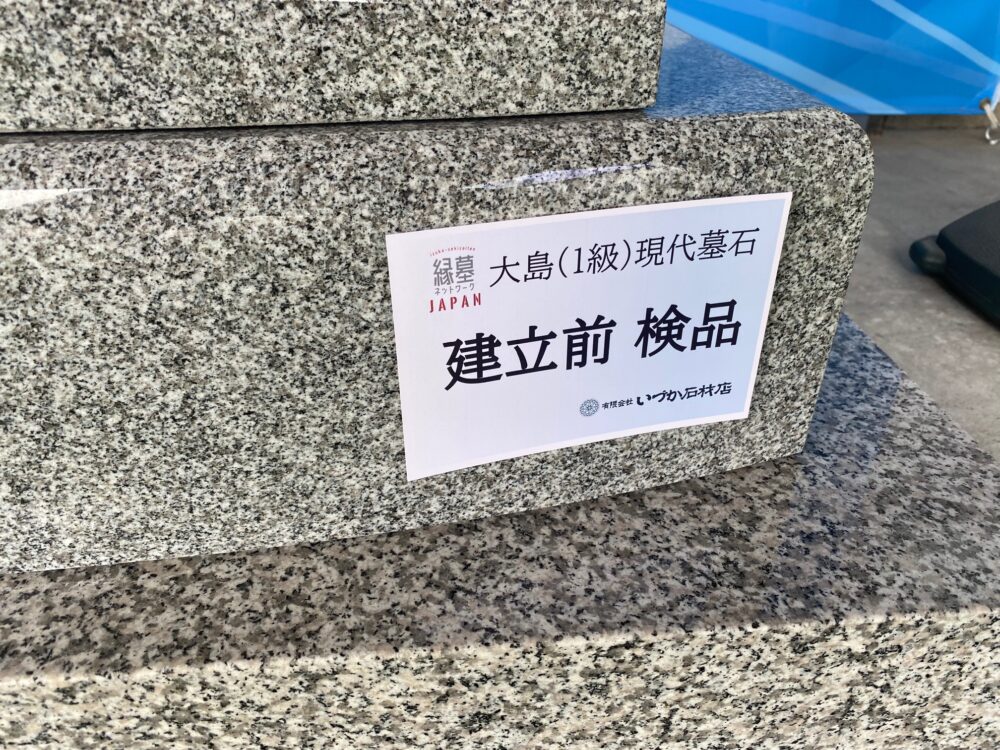 縁墓
ネットワーク
JAPAN
大島(1級)現代墓石
建立前 検品
有限会社 いづか石材店